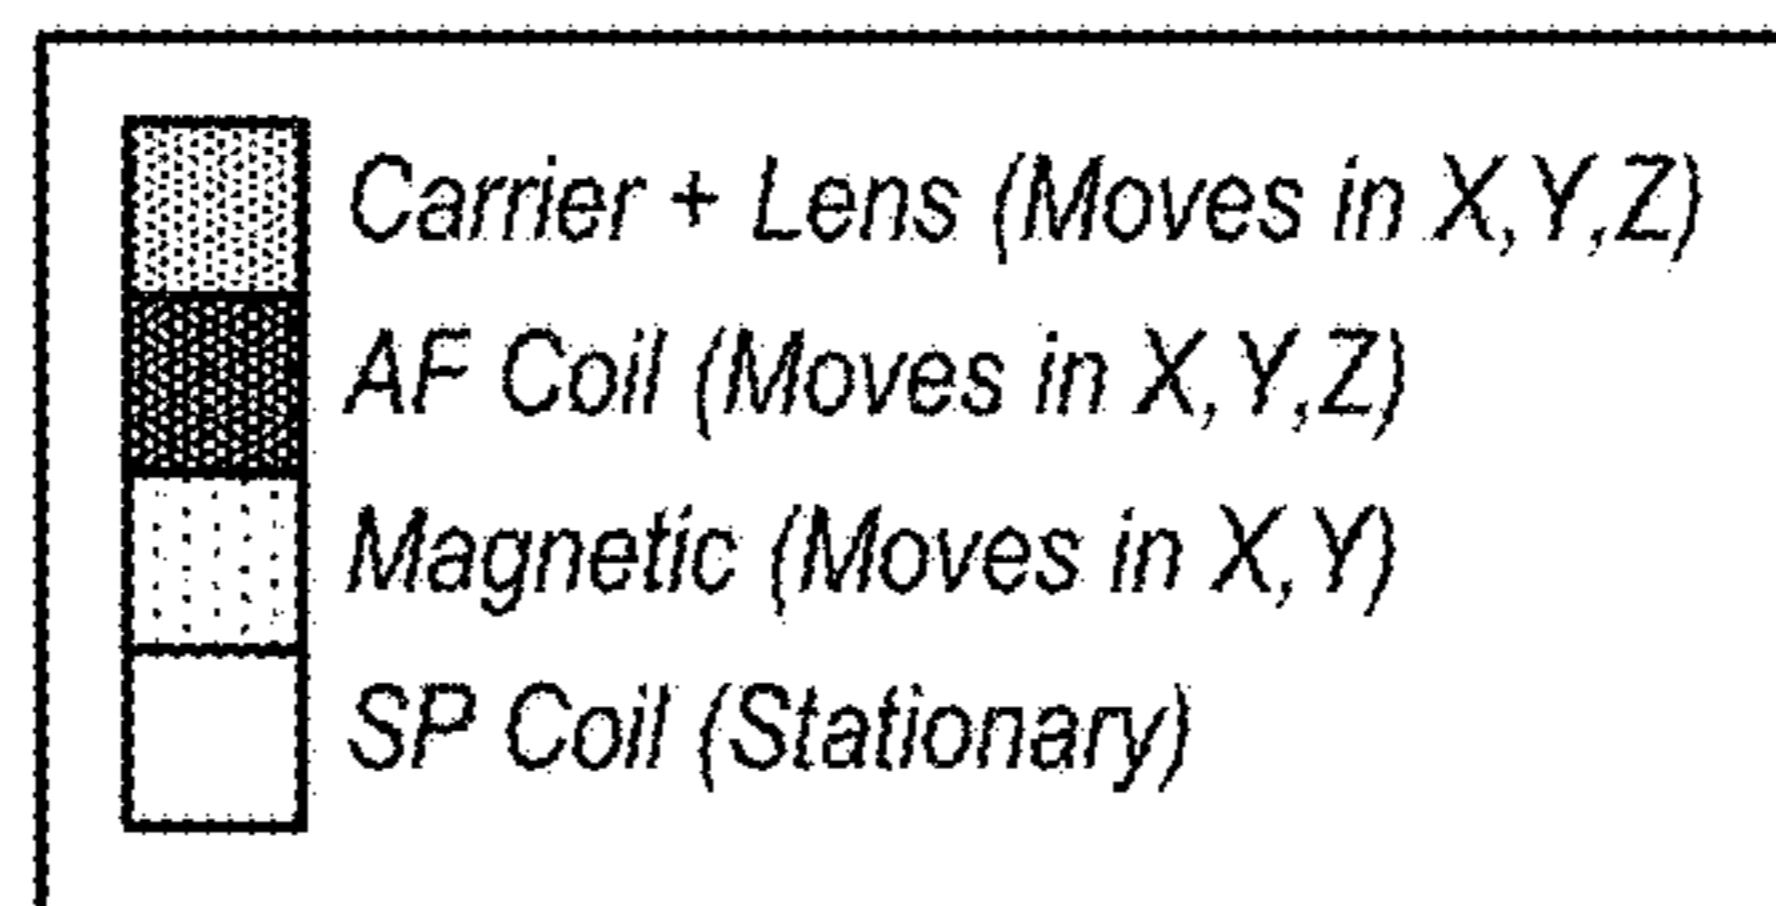 Carrier + Lens (Moves in X,Y,Z)
AF Coil (Moves in X,Y,Z)
Magnetic (Moves in X,Y)
SP Coil (Stationary)